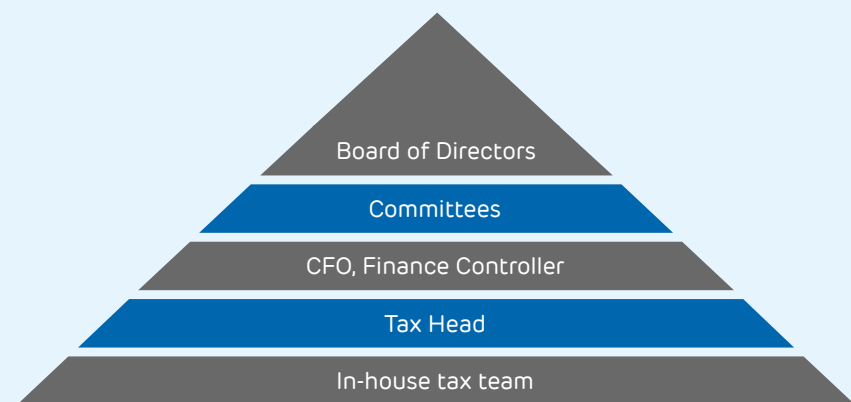 Board of Directors
Committees
CFO, Finance Controller
Tax Head
In-house tax team